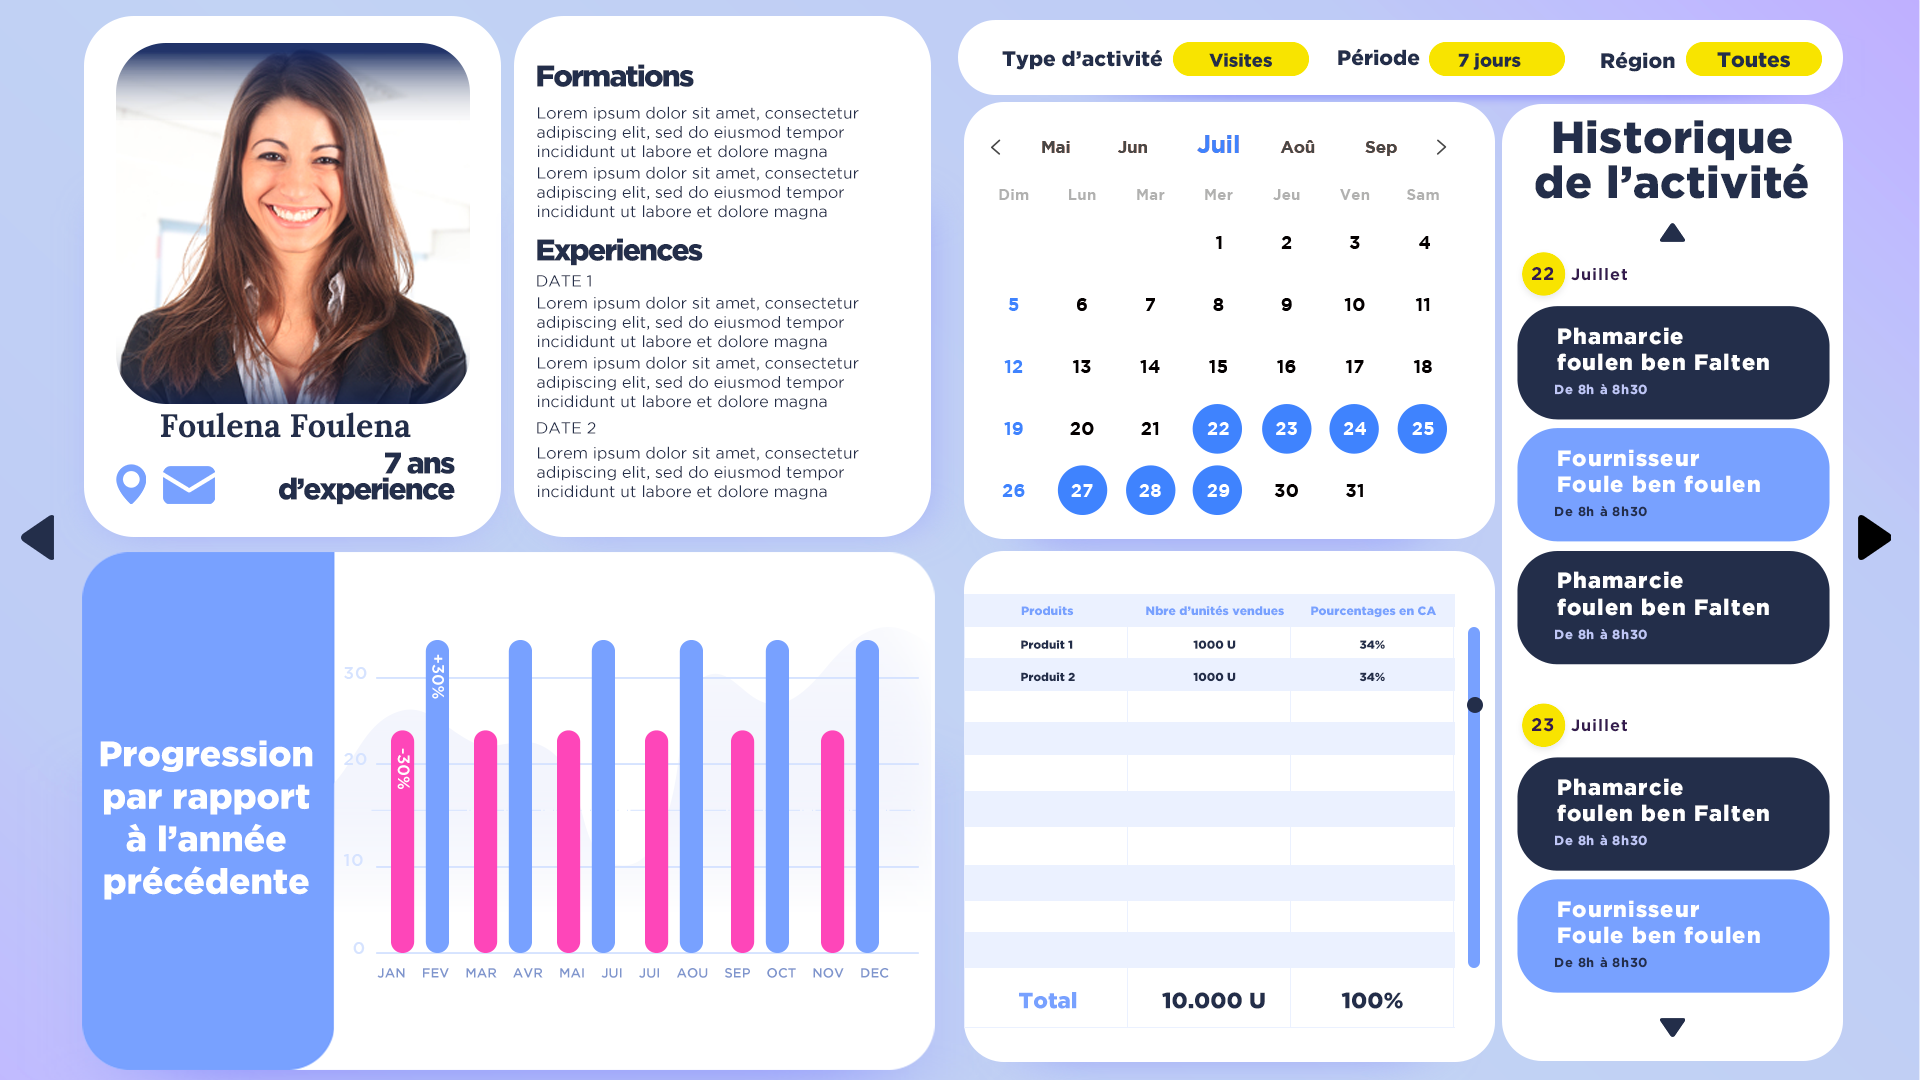 Foulena Foulena
7 ans
d’experience
Formations
Lorem ipsum dolor sit amet, consectetur
adipiscing elit, sed do eiusmod tempor
incididunt ut labore et dolore magna
Lorem ipsum dolor sit amet, consectetur
adipiscing elit, sed do eiusmod tempor
incididunt ut labore et dolore magna
Experiences
DATE 1
Lorem ipsum dolor sit amet, consectetur
adipiscing elit, sed do eiusmod tempor
incididunt ut labore et dolore magna
Lorem ipsum dolor sit amet, consectetur
adipiscing elit, sed do eiusmod tempor
incididunt ut labore et dolore magna
DATE 2
Lorem ipsum dolor sit amet, consectetur
adipiscing elit, sed do eiusmod tempor
incididunt ut labore et dolore magna
Type d’activité Visites Période 7 jours Région Toutes
Mai Jun Juil Aoû Sep
Dim Lun Mar Mer Jeu Ven Sam
1 2 3 4
5 6 7 8 9 10 11
12 13 14 15 16 17 18
19 20 21 22 23 24 25
26 27 28 29 30 31
Historique
de l’activité
22 Juillet
Phamarcie
foulen ben Falten
De 8h à 8h30
Fournisseur
Foule ben foulen
De 8h à 8h30
Phamarcie
foulen ben Falten
De 8h à 8h30
23 Juillet
Phamarcie
foulen ben Falten
De 8h à 8h30
Fournisseur
Foule ben foulen
De 8h à 8h30
Progression
par rapport
à l’année
précédente
30
20
10
0
-30%
+30%
JAN FEV MAR AVR MAI JUI JUI AOU SEP OCT NOV DEC
Produits Nbre d’unités vendues Pourcentages en CA
Produit 1 1000 U 34%
Produit 2 1000 U 34%
Total 10.000 U 100%